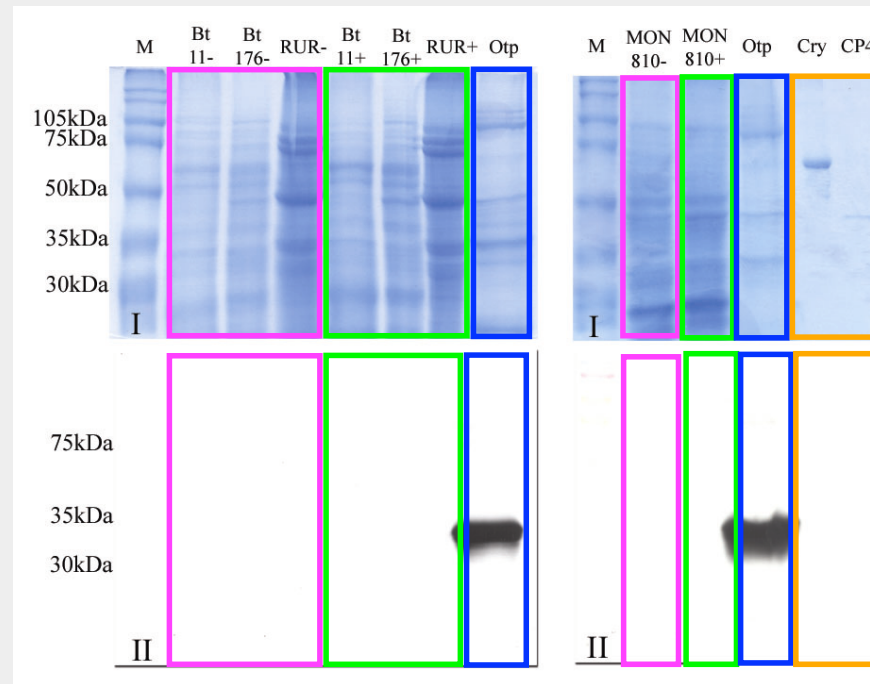 M Bt 11- Bt 176- RUR- Bt 11+ Bt 176+ RUR+ Otp
105kDa
75kDa
50kDa
35kDa
30kDa
I
75kDa
35kDa
30kDa
II
M MON 810- MON 810+ Otp Cry CP4
I
II